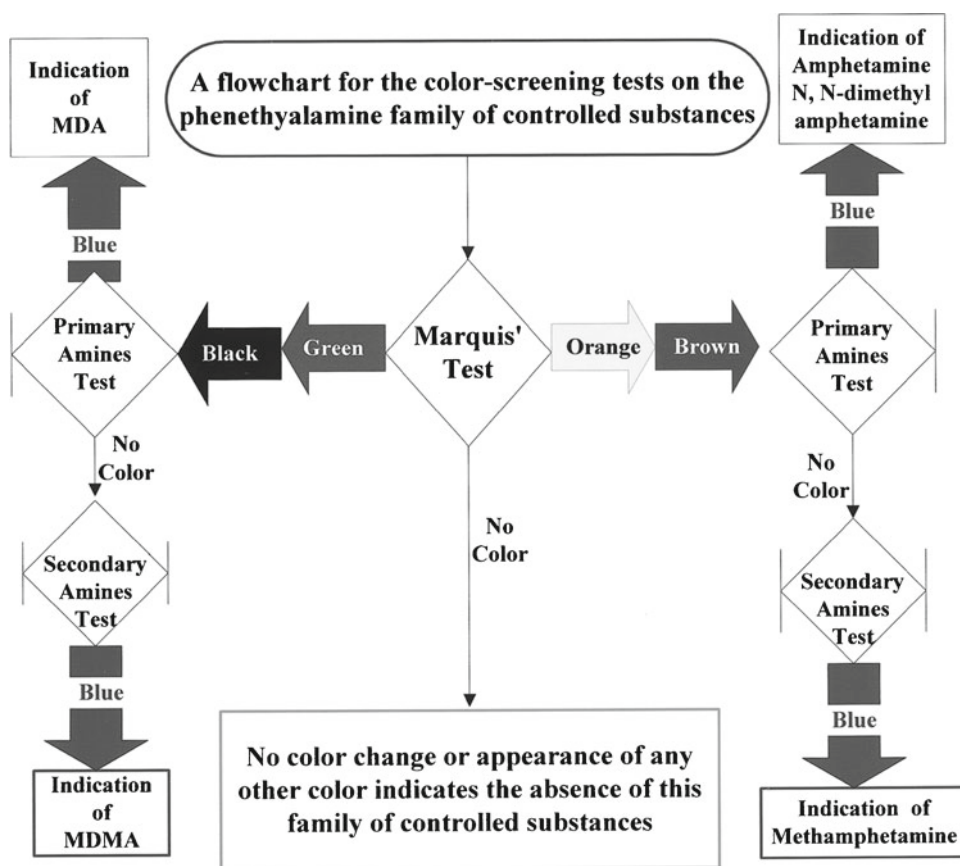 A flowchart for the color-screening tests on the
phenethyalamine family of controlled substances
Indication
of
MDA
Indication of
Amphetamine
N, N-dimethyl
amphetamine
Blue
Blue
Primary
Amines
Test
Black
Green
Marquis'
Test
Orange
Brown
Primary
Amines
Test
No
Color
No
Color
No
Color
Secondary
Amines
Test
Secondary
Amines
Test
Blue
Blue
Indication
of
MDMA
No color change or appearance of any
other color indicates the absence of this
family of controlled substances
Indication of
Methamphetamine